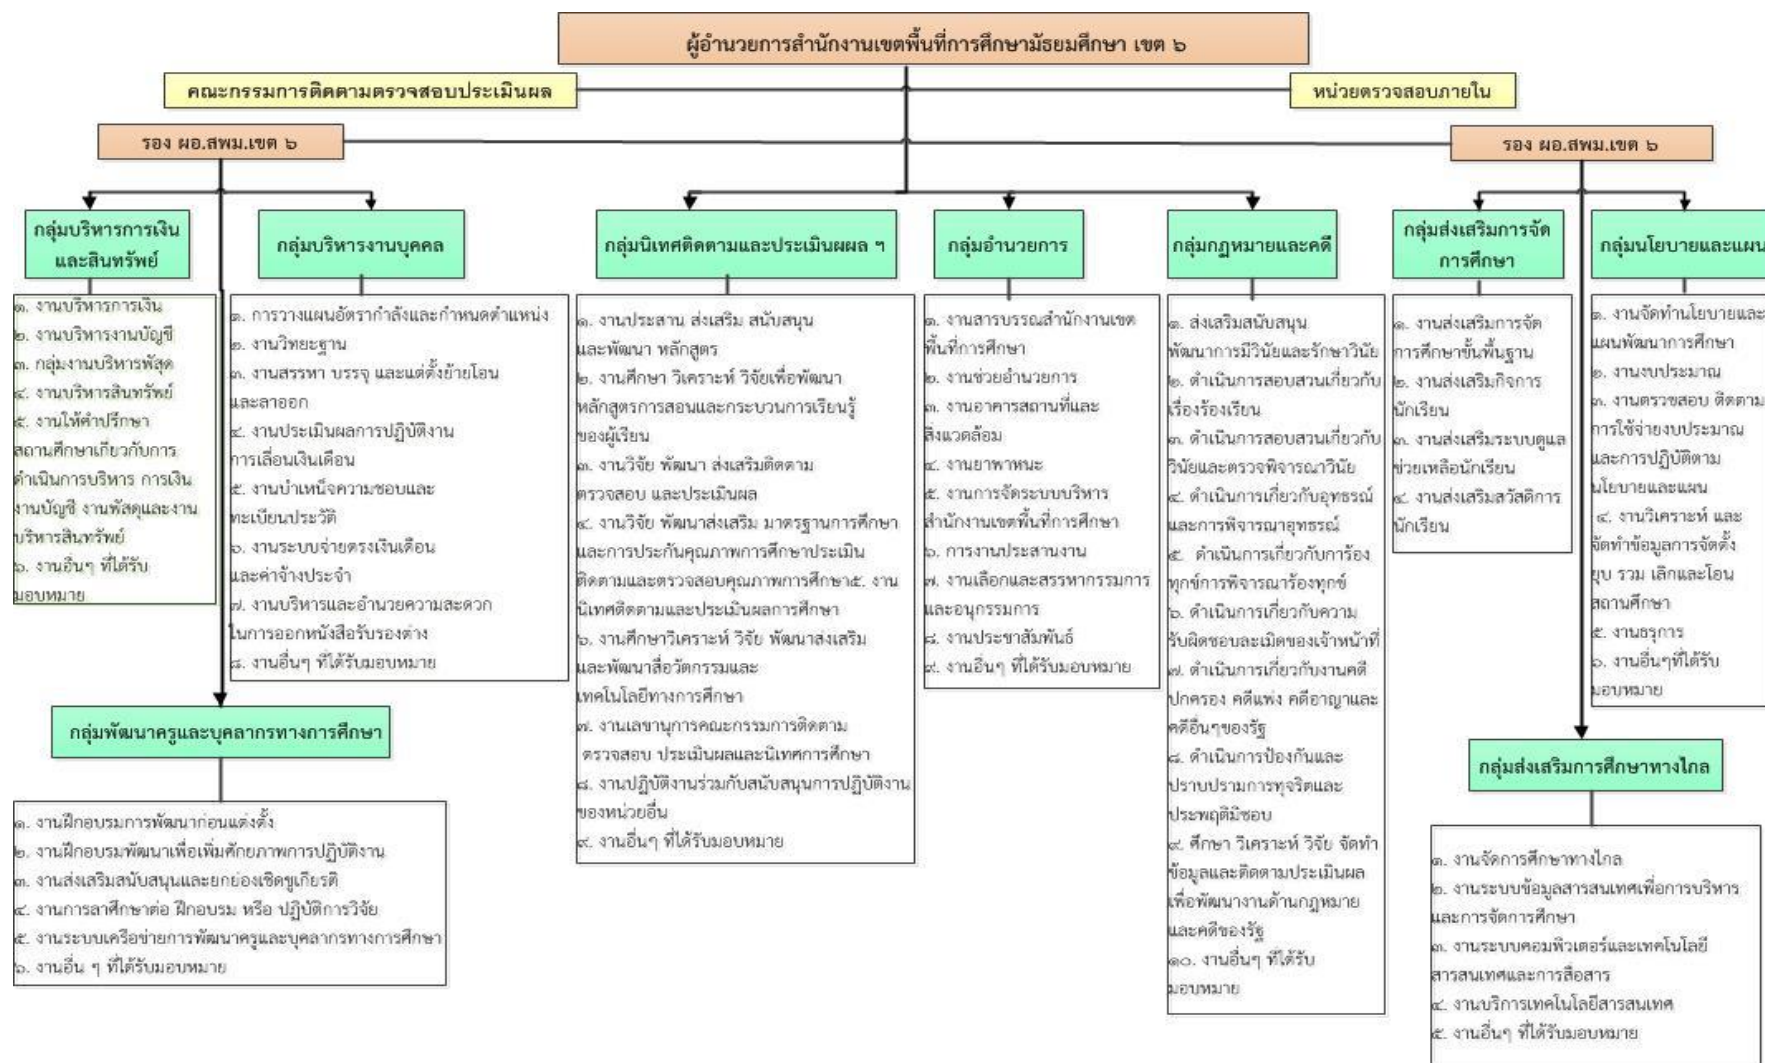 ผู้อำนวยการสำนักงานเขตพื้นที่การศึกษามัธยมศึกษา เขต ๖
คณะกรรมการติดตามตรวจสอบประเมินผล
หน่วยตรวจสอบภายใน
รอง ผอ.สพม.เขต ๖
รอง ผอ.สพม.เขต ๖
กลุ่มบริหารการเงิน
และสินทรัพย์
๑. งานบริหารการเงิน
๒. งานบริหารงานบัญชี
๓. กลุ่มงานบริหารพัสดุ
๔. งานบริหารสินทรัพย์
๕. งานให้คำปรึกษา
สถานศึกษาเกี่ยวกับการ
ดำเนินการบริหาร การเงิน
งานบัญชี งานพัสดุและงาน
บริหารสินทรัพย์
๖. งานอื่นๆ ที่ได้รับ
มอบหมาย
กลุ่มบริหารงานบุคคล
๑. การวางแผนอัตรากำลังและกำหนดตำแหน่ง
๒. งานวิทยะฐานะ
๓. งานสรรหา บรรจุ และแต่ตั้งย้ายโอน
และลาออก
๔. งานประเมินผลการปฏิบัติงาน
การเลื่อนเงินเดือน
๕. งานบำเหน็จความชอบและ
ทะเบียนประวัติ
๖. งานระบบจ่ายตรงเงินเดือน
และค่าจ้างประจำ
๗. งานบริหารและอำนวยความสะดวก
ในการออกหนังสือรับรองต่าง
๘. งานอื่นๆ ที่ได้รับมอบหมาย
กลุ่มนิเทศติดตามและประเมินผผล ฯ
๑. งานประสาน ส่งเสริม สนับสนุน
และพัฒนา หลักสูตร
๒. งานศึกษา วิเคราะห์ วิจัยเพื่อพัฒนา
หลักสูตรการสอนและกระบวนการเรียนรู้
ของผู้เรียน
๓. งานวิจัย พัฒนา ส่งเสริมติดตาม
ตรวจสอบ และประเมินผล
๔. งานวิจัย พัฒนาส่งเสริม มาตรฐานการศึกษา
และการประกันคุณภาพการศึกษาประเมิน
ติดตามและตรวจสอบคุณภาพการศึกษา๕. งาน
นิเทศติดตามและประเมินผลการศึกษา
๖. งานศึกษาวิเคราะห์ วิจัย พัฒนาส่งเสริม
และพัฒนาสื่อวัตกรรมและ
เทคโนโลยีทางการศึกษา
๗. งานเลขานุการคณะกรรมการติดตาม
ตรวจสอบ ประเมินผลและนิเทศการศึกษา
๘. งานปฏิบัติงานร่วมกับสนับสนุนการปฏิบัติงาน
ของหน่วยอื่น
๙. งานอื่นๆ ที่ได้รับมอบหมาย
กลุ่มอำนวยการ
๑. งานสารบรรณสำนักงานเขต
พื้นที่การศึกษา
๒. งานช่วยอำนวยการ
๓. งานอาคารสถานที่และ
สิ่งแวดล้อม
๔. งานยาพาหนะ
๕. งานการจัดระบบบริหาร
สำนักงานเขตพื้นที่การศึกษา
๖. การงานประสานงาน
๗. งานเลือกและสรรหากรรมการ
และอนุกรรมการ
๘. งานประชาสัมพันธ์
๙. งานอื่นๆ ที่ได้รับมอบหมาย
กลุ่มกฎหมายและคดี
๑. ส่งเสริมสนับสนุน
พัฒนาการมีวินัยและรักษาวินัย
๒. ดำเนินการสอบสวนเกี่ยวกับ
เรื่องร้องเรียน
๓. ดำเนินการสอบสวนเกี่ยวกับ
วินัยและตรวจพิจารณาวินัย
๔. ดำเนินการเกี่ยวกับอุทธรณ์
และการพิจารณาอุทธรณ์
๕. ดำเนินการเกี่ยวกับการ้อง
ทุกข์การพิจารณาร้องทุกข์
๖. ดำเนินการเกี่ยวกับความ
รับผิดชอบละเมิดของเจ้าหน้าที่
๗. ดำเนินการเกี่ยวกับงานคดี
ปกครอง คดีแพ่ง คดีอาญาและ
คดีอื่นๆของรัฐ
๘. ดำเนินการป้องกันและ
ปราบปรามการทุจริตและ
ประพฤติมิชอบ
๙. ศึกษา วิเคราะห์ วิจัย จัดทำ
ข้อมูลและติดตามประเมินผล
เพื่อพัฒนางานด้านกฎหมาย
และคดีของรัฐ
๑๐. งานอื่นๆ ที่ได้รับ
มอบหมาย
กลุ่มส่งเสริมการจัด
การศึกษา
๑. งานส่งเสริมการจัด
การศึกษาขั้นพื้นฐาน
๒. งานส่งเสริมกิจการ
นักเรียน
๓. งานส่งเสริมระบบดูแล
ช่วยเหลือนักเรียน
๔. งานส่งเสริมสวัสดิการ
นักเรียน
กลุ่มนโยบายและแผน
๑. งานจัดทำนโยบายและ
แผนพัฒนาการศึกษา
๒. งานงบประมาณ
๓. งานตรวชสอบ ติดตาม
การใช้จ่ายงบประมาณ
และการปฏิบัติตาม
นโยบายและแผน
๔. งานวิเคราะห์ และ
จัดทำข้อมูลการจัดตั้ง
ยุบ รวม เลิกและโอน
สถานศึกษา
๕. งานธรุการ
๖. งานอื่นๆที่ได้รับ
มอบหมาย
กลุ่มพัฒนาครูและบุคลากรทางการศึกษา
๑. งานฝึกอบรมการพัฒนาก่อนแต่งตั้ง
๒. งานฝึกอบรมพัฒนาเพื่อเพิ่มศักยภาพการปฏิบัติงาน
๓. งานส่งเสริมสนับสนุนและยกย่องเชิดชูเกียรติ
๔. งานการลาศึกษาต่อ ฝึกอบรม หรือ ปฏิบัติการวิจัย
๕. งานระบบเครือข่ายการพัฒนาครูและบุคลากรทางการศึกษา
๖. งานอื่น ๆ ที่ได้รับมอบหมาย
กลุ่มส่งเสริมการศึกษาทางไกล
๑. งานจัดการศึกษาทางไกล
๒. งานระบบข้อมูลสารสนเทศเพื่อการบริหาร
และการจัดการศึกษา
๓. งานระบบคอมพิวเตอร์และเทคโนโลยี
สารสนเทศและการสื่อสาร
๔. งานบริการเทคโนโลยีสารสนเทศ
๕. งานอื่นๆ ที่ได้รับมอบหมาย